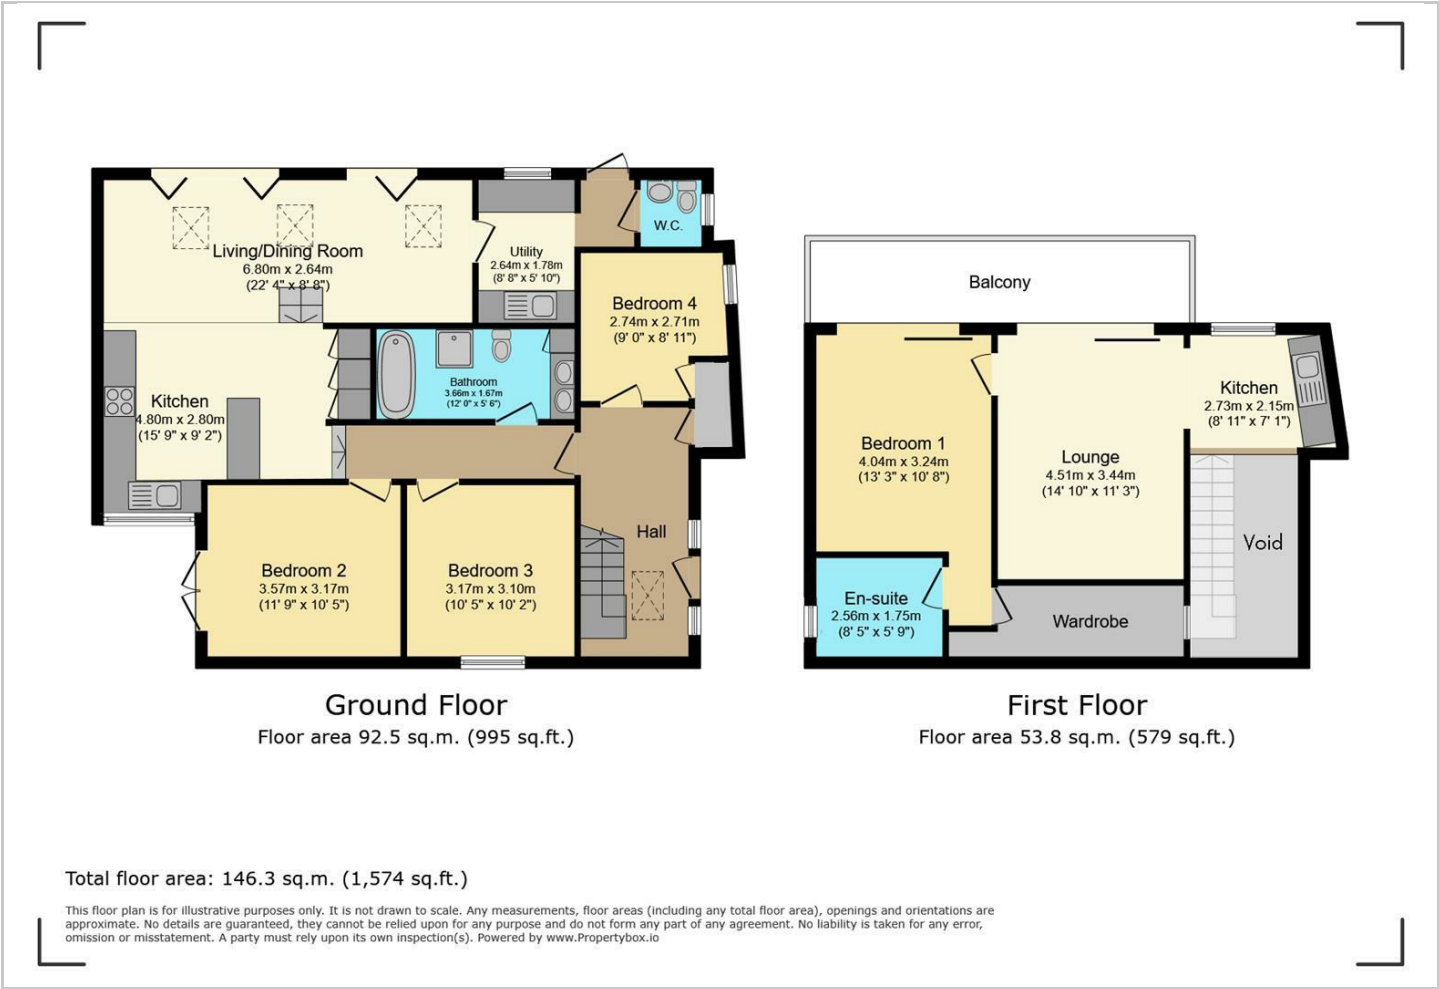 Living/Dining Room
6.80m x 2.64m
(22' 4" x 8' 8")
Utility
2.64m x 1.78m
(8' 8" x 5' 10")
W.C.
Bedroom 4
2.74m x 2.71m
(9' 0" x 8' 11")
Kitchen
4.80m x 2.80m
(15' 9" x 9' 2")
Bathroom
3.66m x 1.67m
(12' 0" x 5' 6")
Bedroom 2
3.57m x 3.17m
(11' 9" x 10' 5")
Bedroom 3
3.17m x 3.10m
(10' 5" x 10' 2")
Hall
Ground Floor
Floor area 92.5 sq.m. (995 sq.ft.)
Balcony
Bedroom 1
4.04m x 3.24m
(13' 3" x 10' 8")
Lounge
4.51m x 3.44m
(14' 10" x 11' 3")
Kitchen
2.73m x 2.15m
(8' 11" x 7' 1")
Void
En-suite
2.56m x 1.75m
(8' 5" x 5' 9")
Wardrobe
First Floor
Floor area 53.8 sq.m. (579 sq.ft.)
Total floor area: 146.3 sq.m. (1,574 sq.ft.)
This floor plan is for illustrative purposes only. It is not drawn to scale. Any measurements, floor areas (including any total floor area), openings and orientations are
approximate. No details are guaranteed, they cannot be relied upon for any purpose and do not form any part of any agreement. No liability is taken for any error,
omission or misstatement. A party must rely upon its own inspection(s). Powered by www.Propertybox.io